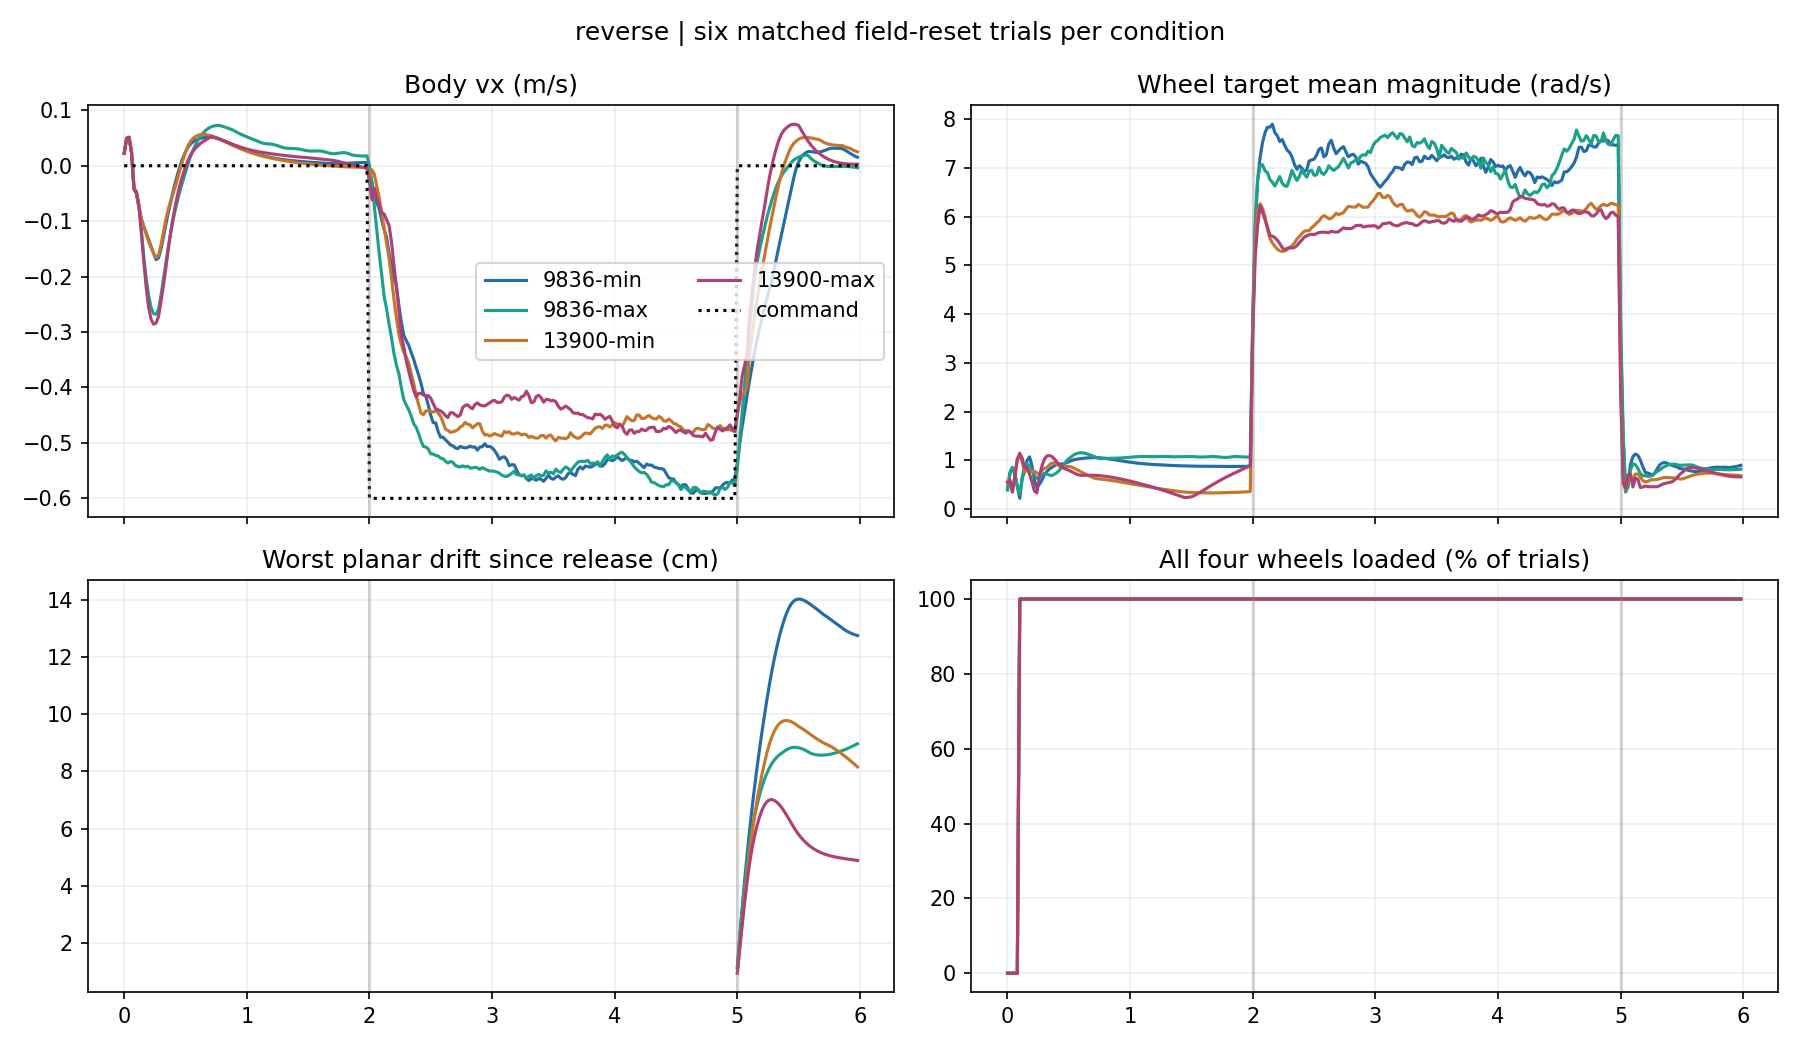 reverse | six matched field-reset trials per condition
Body vx (m/s)
0.1
0.0
−0.1
−0.2
−0.3
−0.4
−0.5
−0.6
9836-min
9836-max
13900-min
13900-max
command
Wheel target mean magnitude (rad/s)
8
7
6
5
4
3
2
1
0
Worst planar drift since release (cm)
14
12
10
8
6
4
2
0 1 2 3 4 5 6
All four wheels loaded (% of trials)
100
80
60
40
20
0
0 1 2 3 4 5 6